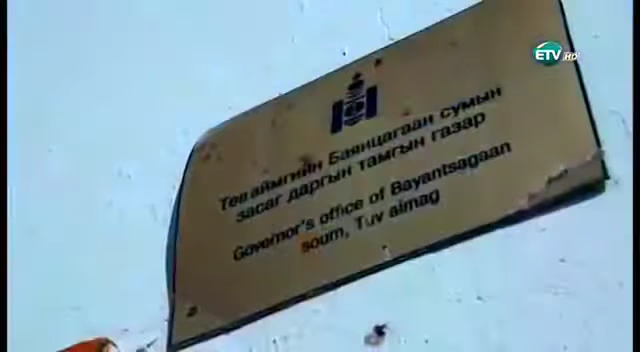 ETV HD
Төв аймгийн Баянцагаан сумын
засаг даргын тамгын газар
Governor's office of Bayantsagaan
soum, Tuv aimag